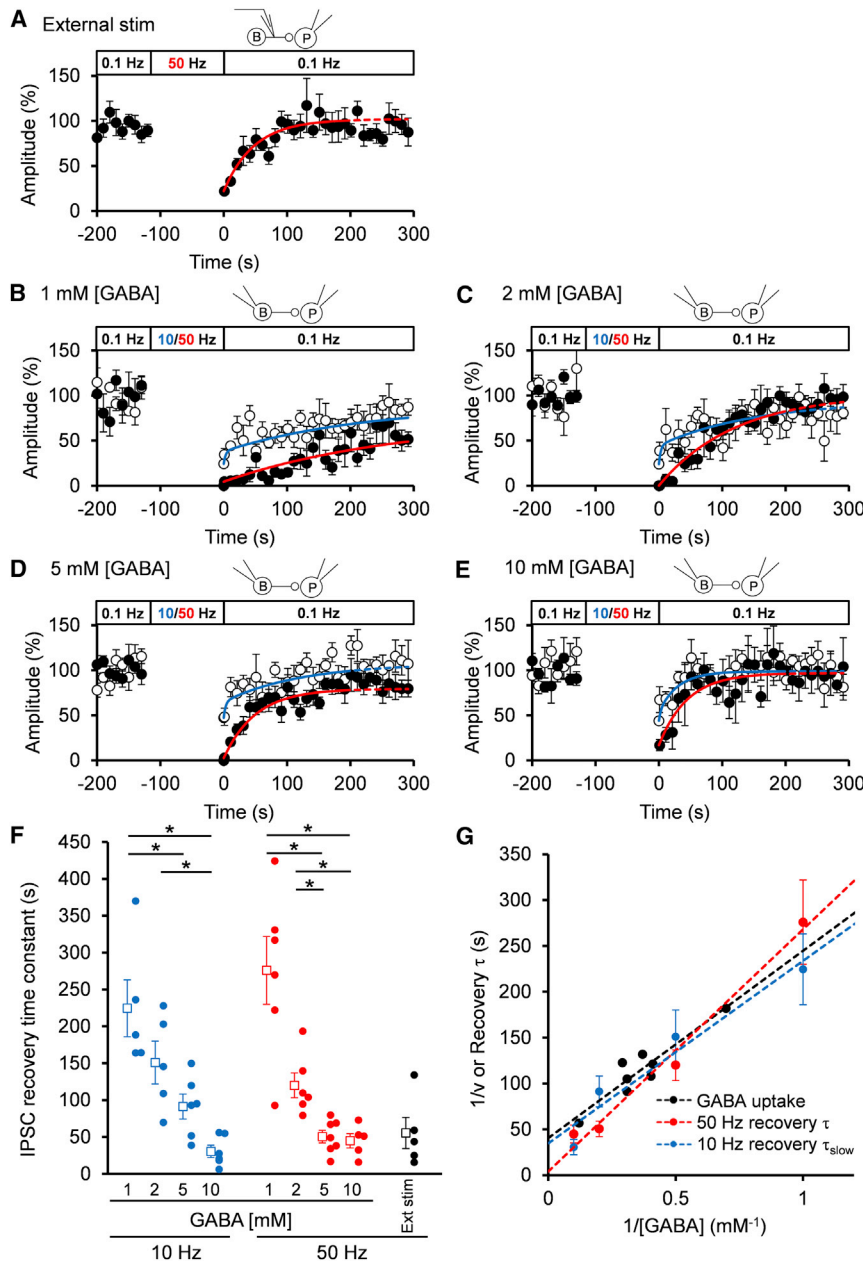 A External stim
B P
0.1 Hz 50 Hz 0.1 Hz
Amplitude (%)
150
100
50
0
-200 -100 0 100 200 300
Time (s)
B 1 mM [GABA]
B P
0.1 Hz 10/50 Hz 0.1 Hz
Amplitude (%)
150
100
50
0
-200 -100 0 100 200 300
Time (s)
C 2 mM [GABA]
B P
0.1 Hz 10/50 Hz 0.1 Hz
Amplitude (%)
150
100
50
0
-200 -100 0 100 200 300
Time (s)
D 5 mM [GABA]
B P
0.1 Hz 10/50 Hz 0.1 Hz
Amplitude (%)
150
100
50
0
-200 -100 0 100 200 300
Time (s)
E 10 mM [GABA]
B P
0.1 Hz 10/50 Hz 0.1 Hz
Amplitude (%)
150
100
50
0
-200 -100 0 100 200 300
Time (s)
F
IPSC recovery time constant (s)
450
400
350
300
250
200
150
100
50
0
* * *
* * * *
1 2 5 10 1 2 5 10 Ext stim
GABA [mM]
10 Hz 50 Hz
G
1/v or Recovery τ (s)
350
300
250
200
150
100
50
0
GABA uptake
50 Hz recovery τ
10 Hz recovery τslow
0 0.5 1
1/[GABA] (mM⁻¹)